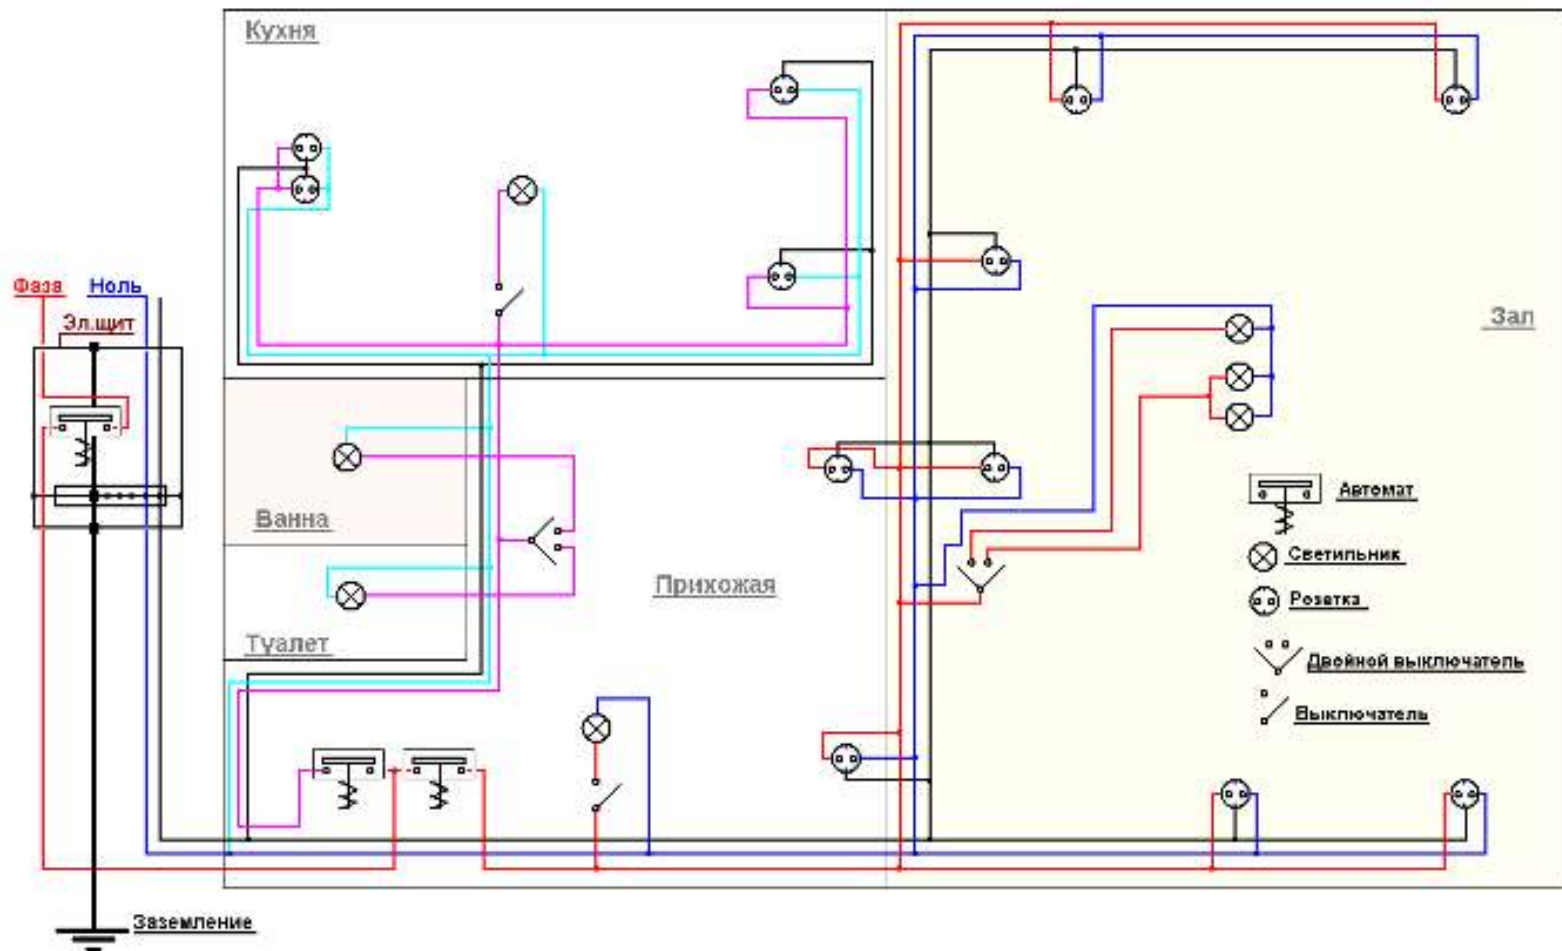 Кухня
Фаза
Ноль
Эл.щит
Зал
Автомат
Ванна
Светильник
Прихожая
Розетка
Туалет
Двойной выключатель
Выключатель
Заземление